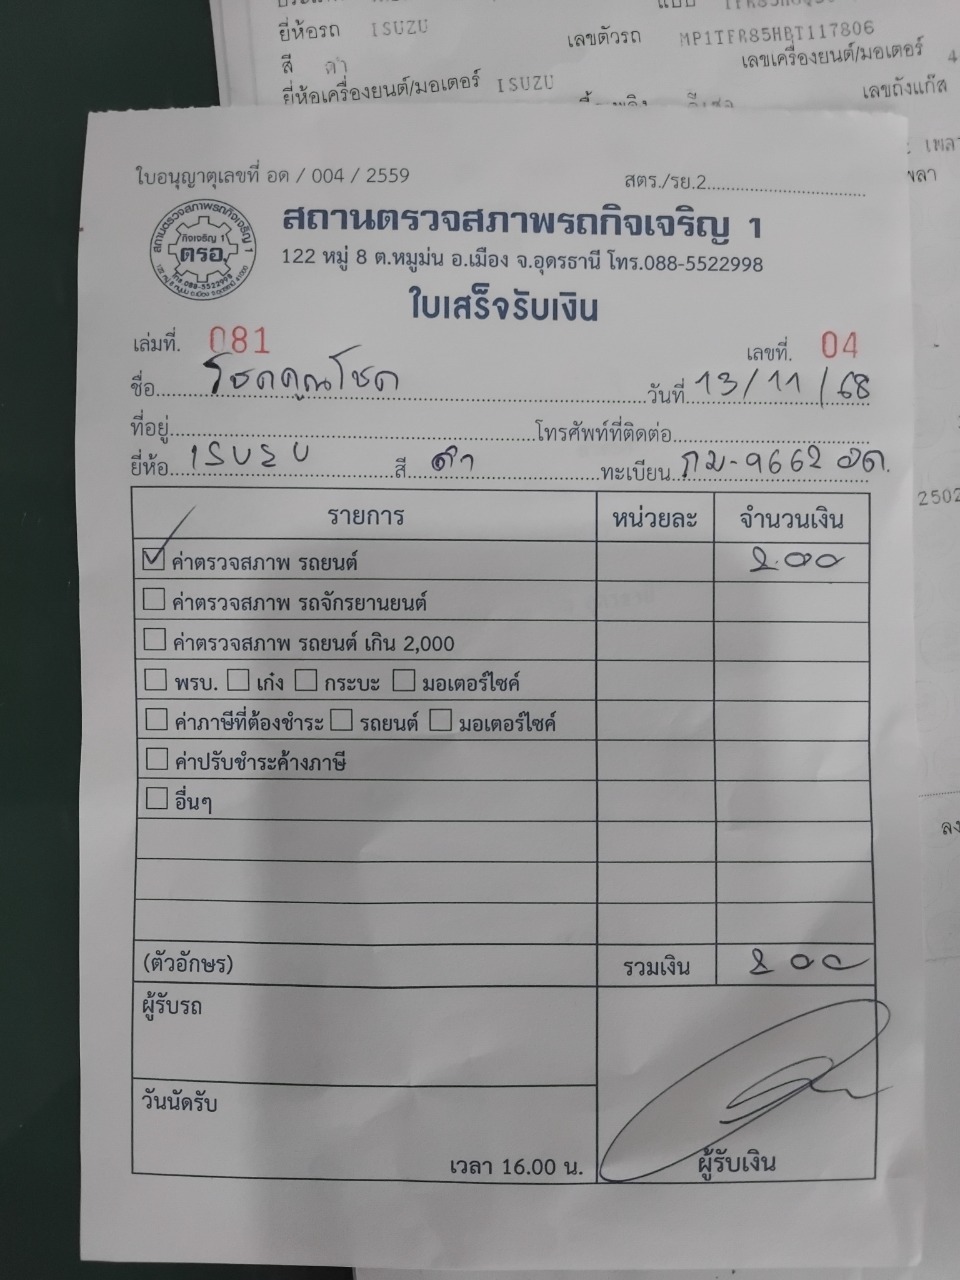 ยี่ห้อรถ ISUZU
เลขตัวรถ MP1TFR85HBT117806
สี ดำ
เลขเครื่องยนต์/มอเตอร์ 4
ยี่ห้อเครื่องยนต์/มอเตอร์ ISUZU
เลขถังแก๊ส
ใบอนุญาตุเลขที่ อด / 004 / 2559
สตร./รย.2
สถานตรวจสภาพรถกิจเจริญ 1
กิจเจริญ 1
ตรอ.
122 หมู่ 8 ต.หมูม่น อ.เมือง จ.อุดรธานี โทร.088-5522998
ใบเสร็จรับเงิน
เล่มที่. 081
เลขที่. 04
ชื่อ โชคคูณโชค วันที่ 13/11/68
ที่อยู่ โทรศัพท์ที่ติดต่อ
ยี่ห้อ ISUZU สี ดำ ทะเบียน กม-9662 อด.
รายการ หน่วยละ จำนวนเงิน
ค่าตรวจสภาพ รถยนต์ 200
ค่าตรวจสภาพ รถจักรยานยนต์
ค่าตรวจสภาพ รถยนต์ เกิน 2,000
พรบ. เก๋ง กระบะ มอเตอร์ไซค์
ค่าภาษีที่ต้องชำระ รถยนต์ มอเตอร์ไซค์
ค่าปรับชำระค้างภาษี
อื่นๆ
(ตัวอักษร) รวมเงิน 200
ผู้รับรถ
วันนัดรับ
เวลา 16.00 น.
ผู้รับเงิน